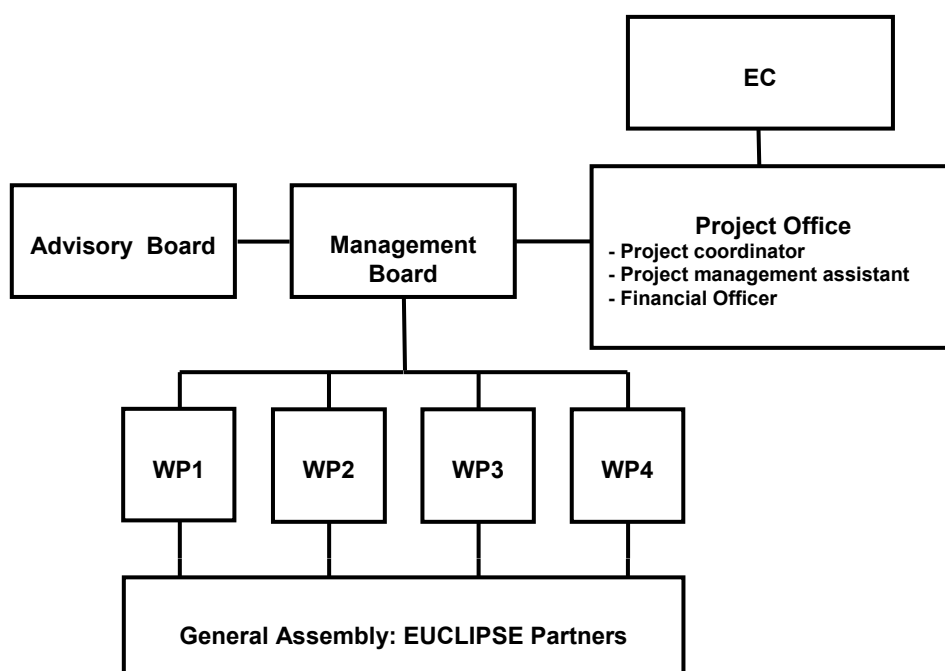 EC
Advisory Board
Management
Board
Project Office
- Project coordinator
- Project management assistant
- Financial Officer
WP1
WP2
WP3
WP4
General Assembly: EUCLIPSE Partners